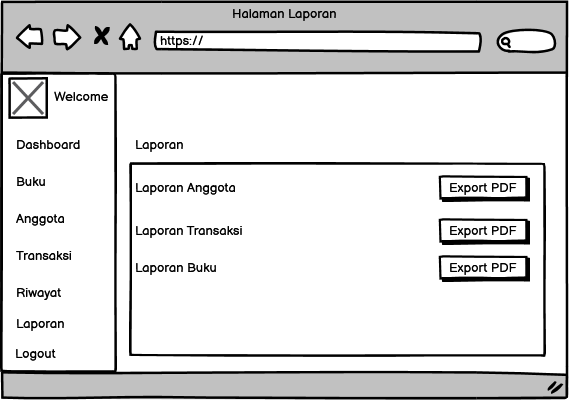 Halaman Laporan
https://
Welcome
Dashboard
Laporan
Buku
Laporan Anggota
Export PDF
Anggota
Laporan Transaksi
Export PDF
Transaksi
Laporan Buku
Export PDF
Riwayat
Laporan
Logout